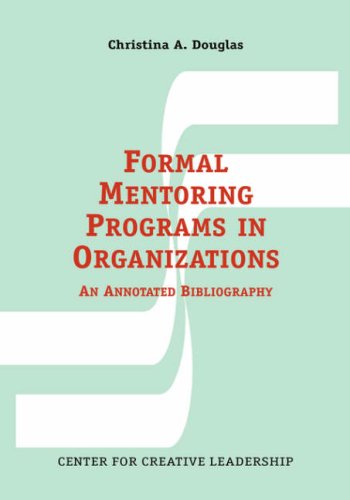 Christina A. Douglas
Formal
Mentoring
Programs in
Organizations
An Annotated Bibliography
CENTER FOR CREATIVE LEADERSHIP